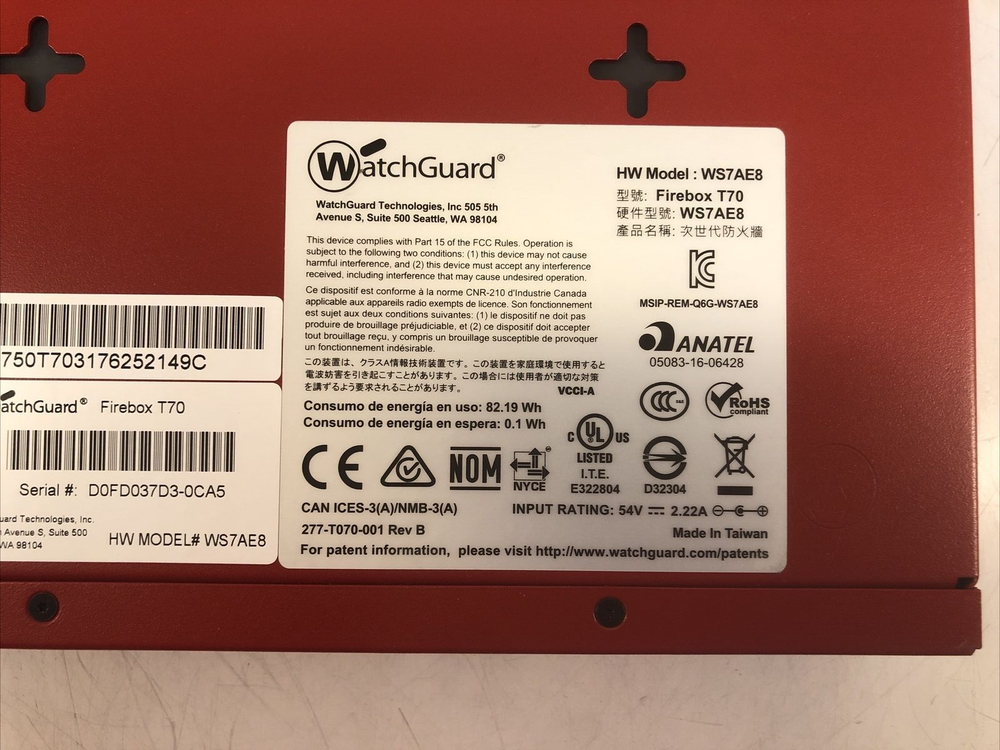 WatchGuard®
WatchGuard Technologies, Inc 505 5th
Avenue S, Suite 500 Seattle, WA 98104
This device complies with Part 15 of the FCC Rules. Operation is
subject to the following two conditions: (1) this device may not cause
harmful interference, and (2) this device must accept any interference
received, including interference that may cause undesired operation.
Ce dispositif est conforme à la norme CNR-210 d'Industrie Canada
applicable aux appareils radio exempts de licence. Son fonctionnement
est sujet aux deux conditions suivantes: (1) le dispositif ne doit pas
produire de brouillage préjudiciable, et (2) ce dispositif doit accepter
tout brouillage reçu, y compris un brouillage susceptible de provoquer
un fonctionnement indésirable.
この装置は、クラスA情報技術装置です。この装置を家庭環境で使用すると
電波妨害を引き起こすことがあります。この場合には使用者が適切な対策
を講ずるよう要求されることがあります。
VCCI-A
Consumo de energía en uso: 82.19 Wh
Consumo de energía en espera: 0.1 Wh
CE
NOM
NYCE
CAN ICES-3(A)/NMB-3(A)
277-T070-001 Rev B
For patent information, please visit http://www.watchguard.com/patents
HW Model : WS7AE8
型號: Firebox T70
硬件型號: WS7AE8
產品名稱: 次世代防火牆
MSIP-REM-Q6G-WS7AE8
ANATEL
05083-16-06428
CCC
S&E
RoHS
compliant
C UL US
LISTED
I.T.E.
E322804
D32304
INPUT RATING: 54V ⎓ 2.22A
Made In Taiwan
750T703176252149C
atchGuard® Firebox T70
Serial #: D0FD037D3-0CA5
uard Technologies, Inc.
Avenue S, Suite 500
WA 98104
HW MODEL# WS7AE8